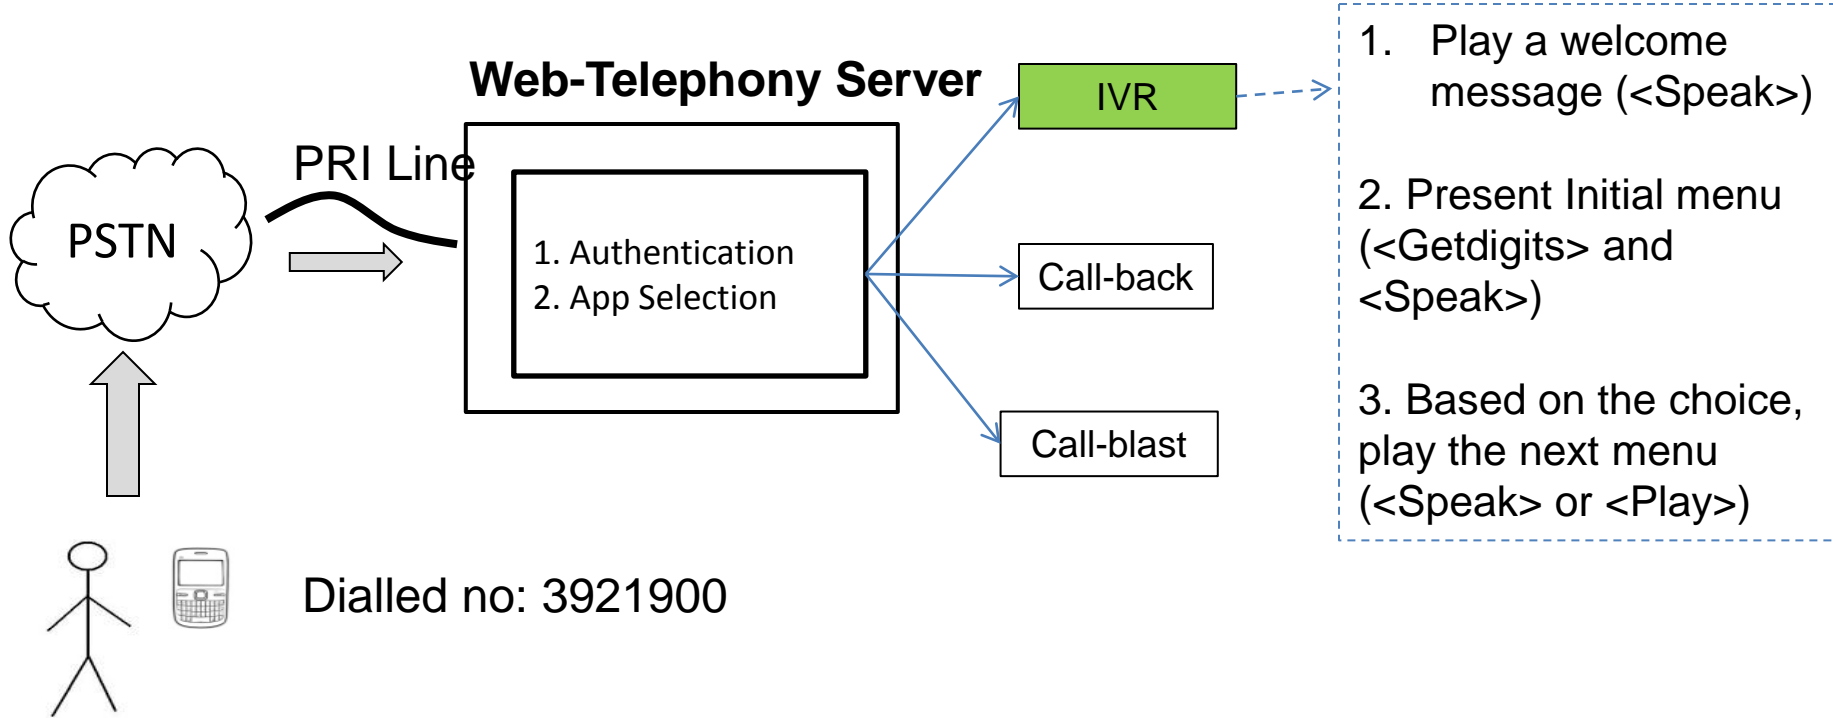 Web-Telephony Server
PRI Line
PSTN
1. Authentication
2. App Selection
IVR
Call-back
Call-blast
1. Play a welcome
message (<Speak>)
2. Present Initial menu
(<Getdigits> and
<Speak>)
3. Based on the choice,
play the next menu
(<Speak> or <Play>)
Dialled no: 3921900